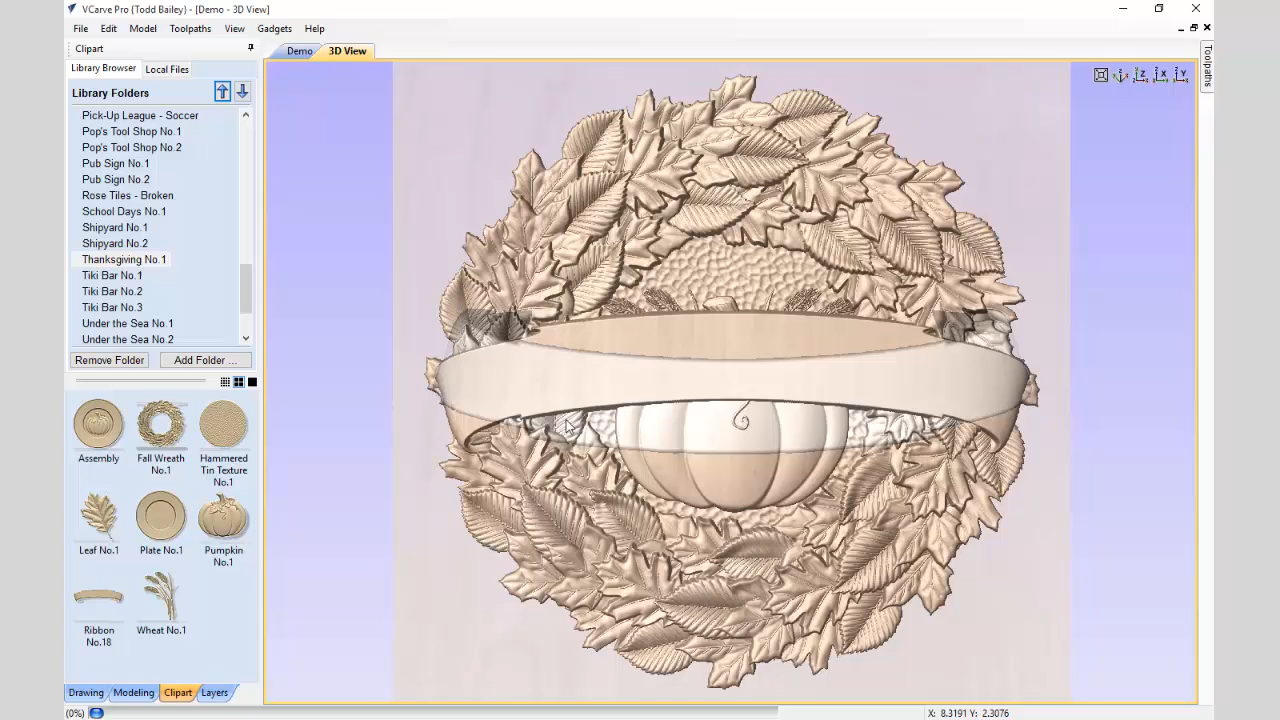 VCarve Pro (Todd Bailey) - [Demo - 3D View]
File Edit Model Toolpaths View Gadgets Help
Clipart
Library Browser Local Files
Demo 3D View
Library Folders
Pick-Up League - Soccer
Pop's Tool Shop No.1
Pop's Tool Shop No.2
Pub Sign No.1
Pub Sign No.2
Rose Tiles - Broken
School Days No.1
Shipyard No.1
Shipyard No.2
Thanksgiving No.1
Tiki Bar No.1
Tiki Bar No.2
Tiki Bar No.3
Under the Sea No.1
Under the Sea No.2
Remove Folder Add Folder ...
Assembly
Fall Wreath
No.1
Hammered
Tin Texture
No.1
Leaf No.1
Plate No.1
Pumpkin
No.1
Ribbon
No.18
Wheat No.1
Drawing Modeling Clipart Layers
(0%)
X: 8.3191 Y: 2.3076
Toolpaths
Z
X
Y